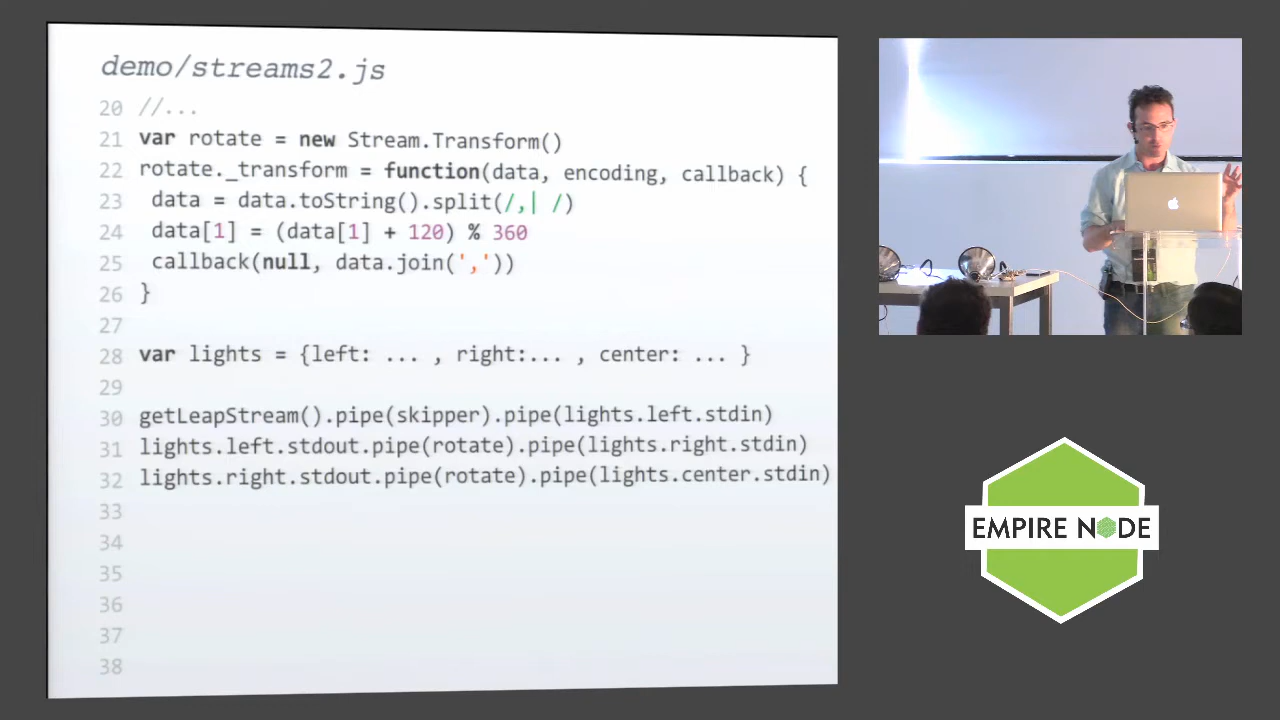 demo/streams2.js
20 //...
21 var rotate = new Stream.Transform()
22 rotate._transform = function(data, encoding, callback) {
23 data = data.toString().split(/,| /)
24 data[1] = (data[1] + 120) % 360
25 callback(null, data.join(','))
26 }
27
28 var lights = {left: ... , right:... , center: ... }
29
30 getLeapStream().pipe(skipper).pipe(lights.left.stdin)
31 lights.left.stdout.pipe(rotate).pipe(lights.right.stdin)
32 lights.right.stdout.pipe(rotate).pipe(lights.center.stdin)
33
34
35
36
37
38
EMPIRE NODE